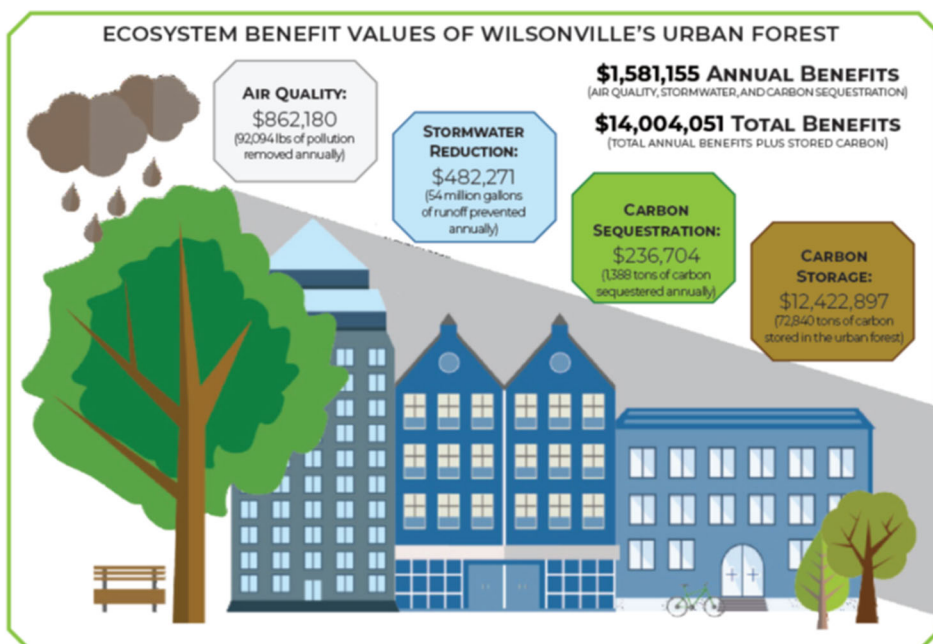 ECOSYSTEM BENEFIT VALUES OF WILSONVILLE'S URBAN FOREST
AIR QUALITY:
$862,180
(92,094 lbs of pollution
removed annually)
STORMWATER
REDUCTION:
$482,271
(54 million gallons
of runoff prevented
annually)
$1,581,155 ANNUAL BENEFITS
(AIR QUALITY, STORMWATER, AND CARBON SEQUESTRATION)
$14,004,051 TOTAL BENEFITS
(TOTAL ANNUAL BENEFITS PLUS STORED CARBON)
CARBON
SEQUESTRATION:
$236,704
(1,388 tons of carbon
sequestered annually)
CARBON
STORAGE:
$12,422,897
(72,840 tons of carbon
stored in the urban forest)